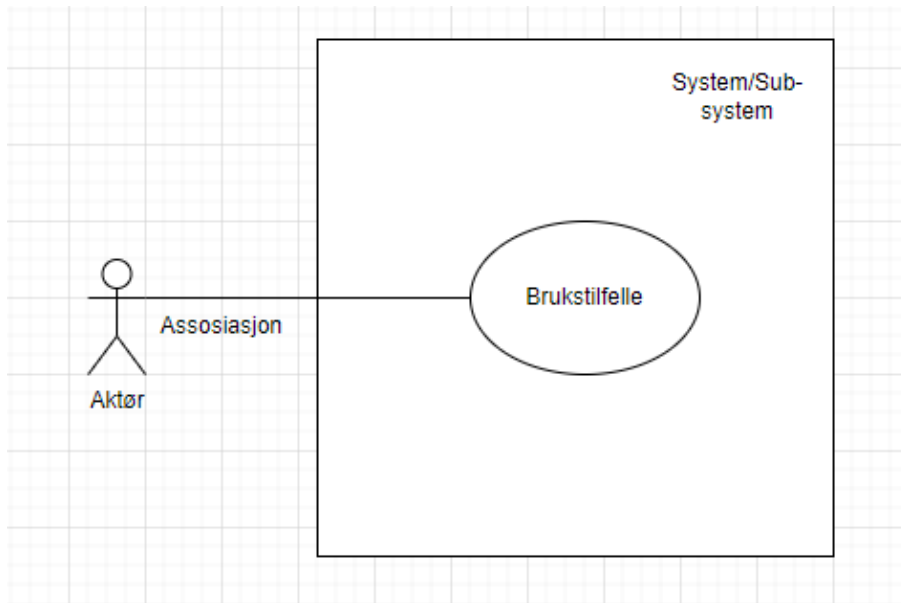 System/Sub-
system
Brukstilfelle
Assosiasjon
Aktør